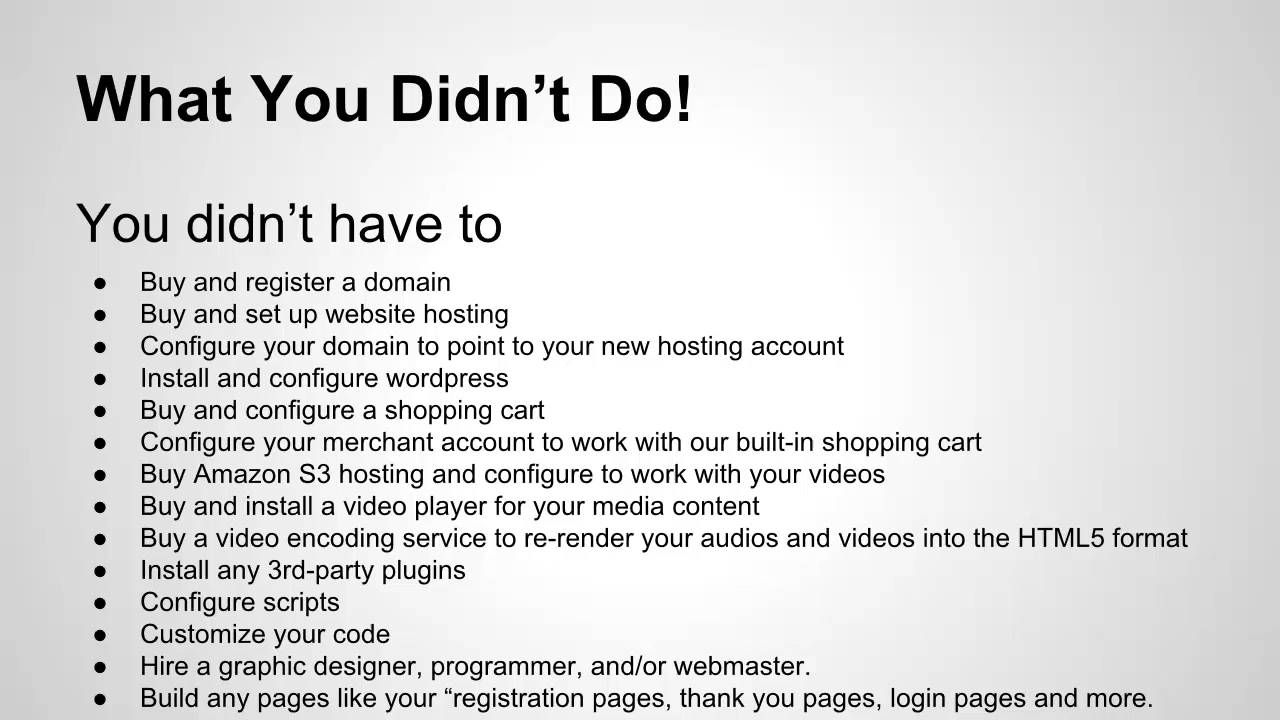 What You Didn’t Do!
You didn’t have to
● Buy and register a domain
● Buy and set up website hosting
● Configure your domain to point to your new hosting account
● Install and configure wordpress
● Buy and configure a shopping cart
● Configure your merchant account to work with our built-in shopping cart
● Buy Amazon S3 hosting and configure to work with your videos
● Buy and install a video player for your media content
● Buy a video encoding service to re-render your audios and videos into the HTML5 format
● Install any 3rd-party plugins
● Configure scripts
● Customize your code
● Hire a graphic designer, programmer, and/or webmaster.
● Build any pages like your “registration pages, thank you pages, login pages and more.